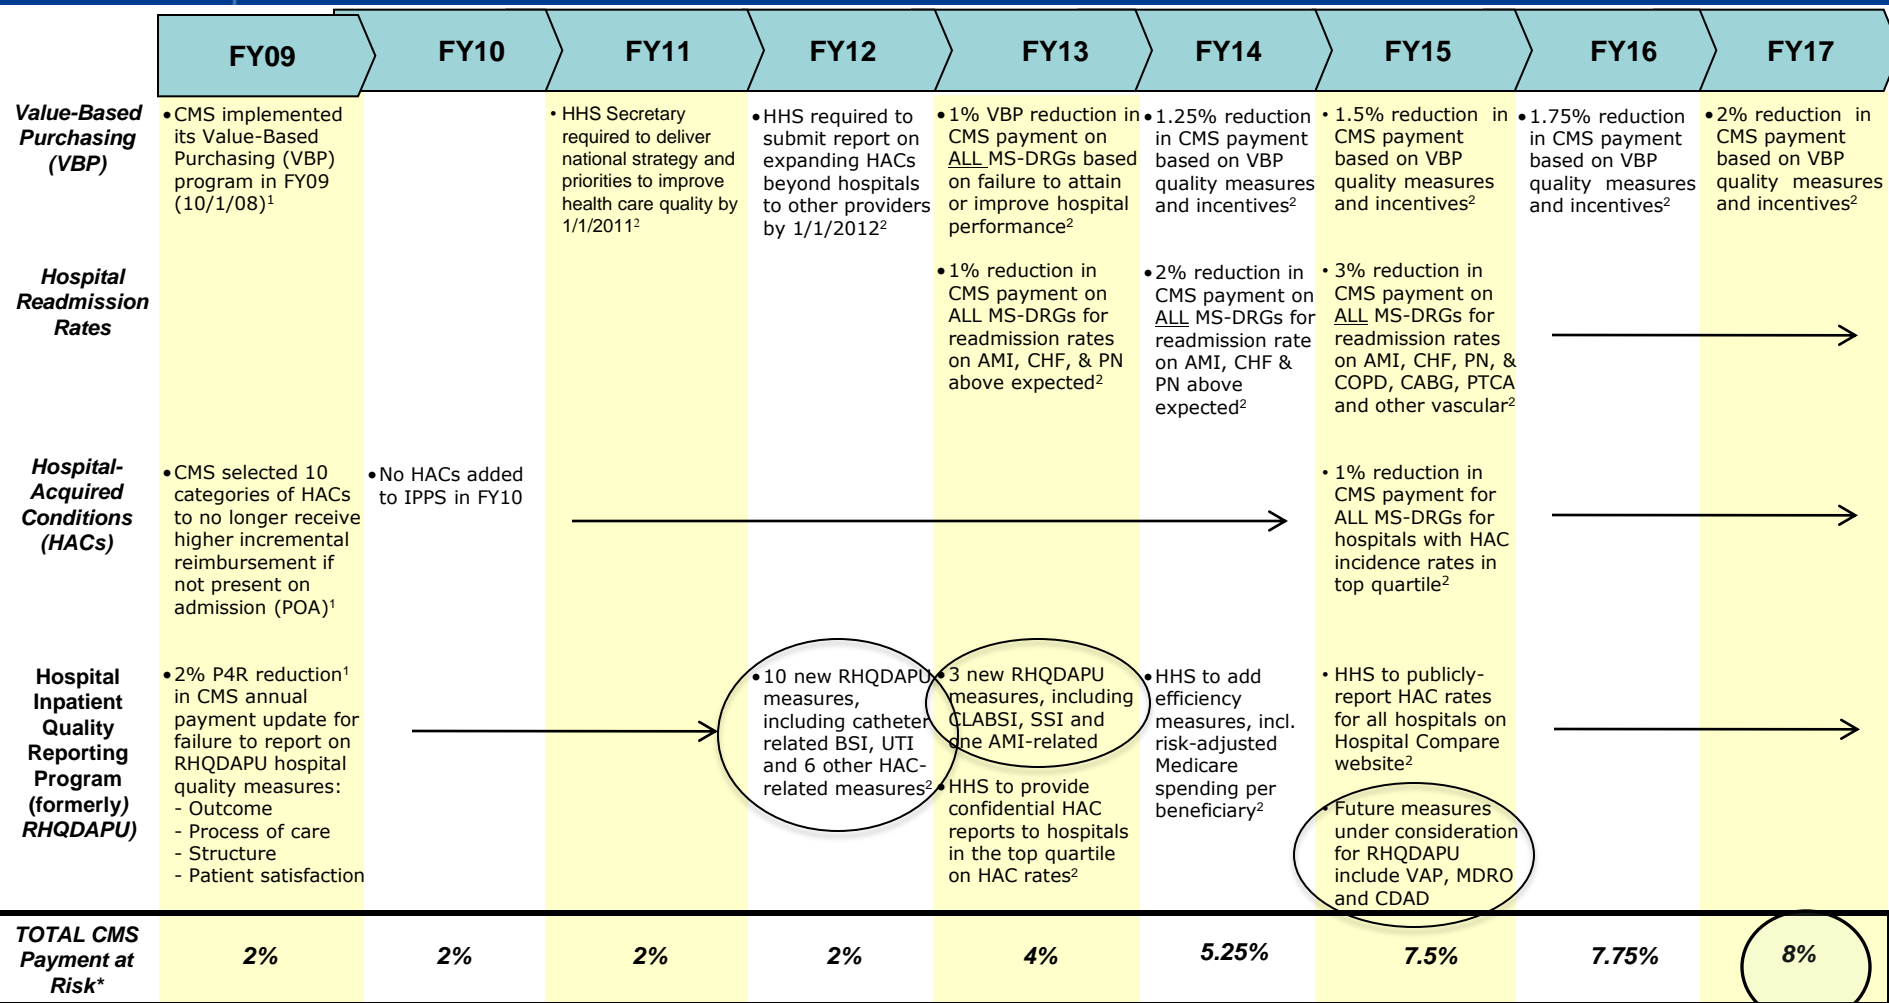 FY09
FY10
FY11
FY12
FY13
FY14
FY15
FY16
FY17
Value-Based
Purchasing
(VBP)
•CMS implemented
its Value-Based
Purchasing (VBP)
program in FY09
(10/1/08)1
• HHS Secretary
required to deliver
national strategy and
priorities to improve
health care quality by
1/1/20112
•HHS required to
submit report on
expanding HACs
beyond hospitals
to other providers
by 1/1/20122
•1% VBP reduction in
CMS payment on
ALL MS-DRGs based
on failure to attain
or improve hospital
performance2
•1.25% reduction
in CMS payment
based on VBP
quality measures
and incentives2
• 1.5% reduction in
CMS payment
based on VBP
quality measures
and incentives2
•1.75% reduction
in CMS payment
based on VBP
quality measures
and incentives2
•2% reduction in
CMS payment
based on VBP
quality measures
and incentives2
Hospital
Readmission
Rates
•1% reduction in
CMS payment on
ALL MS-DRGs for
readmission rates
on AMI, CHF, & PN
above expected2
•2% reduction in
CMS payment on
ALL MS-DRGs for
readmission rate
on AMI, CHF &
PN above
expected2
• 3% reduction in
CMS payment on
ALL MS-DRGs for
readmission rates
on AMI, CHF, PN, &
COPD, CABG, PTCA
and other vascular2
Hospital-
Acquired
Conditions
(HACs)
•CMS selected 10
categories of HACs
to no longer receive
higher incremental
reimbursement if
not present on
admission (POA)1
•No HACs added
to IPPS in FY10
• 1% reduction in
CMS payment for
ALL MS-DRGs for
hospitals with HAC
incidence rates in
top quartile2
Hospital
Inpatient
Quality
Reporting
Program
(formerly)
RHQDAPU)
•2% P4R reduction1
in CMS annual
payment update for
failure to report on
RHQDAPU hospital
quality measures:
- Outcome
- Process of care
- Structure
- Patient satisfaction
•10 new RHQDAPU
measures,
including catheter
related BSI, UTI
and 6 other HAC-
related measures2
•3 new RHQDAPU
measures, including
CLABSI, SSI and
one AMI-related
•HHS to provide
confidential HAC
reports to hospitals
in the top quartile
on HAC rates2
•HHS to add
efficiency
measures, incl.
risk-adjusted
Medicare
spending per
beneficiary2
• HHS to publicly-
report HAC rates
for all hospitals on
Hospital Compare
website2
• Future measures
under consideration
for RHQDAPU
include VAP, MDRO
and CDAD
TOTAL CMS
Payment at
Risk*
2%
2%
2%
2%
4%
5.25%
7.5%
7.75%
8%